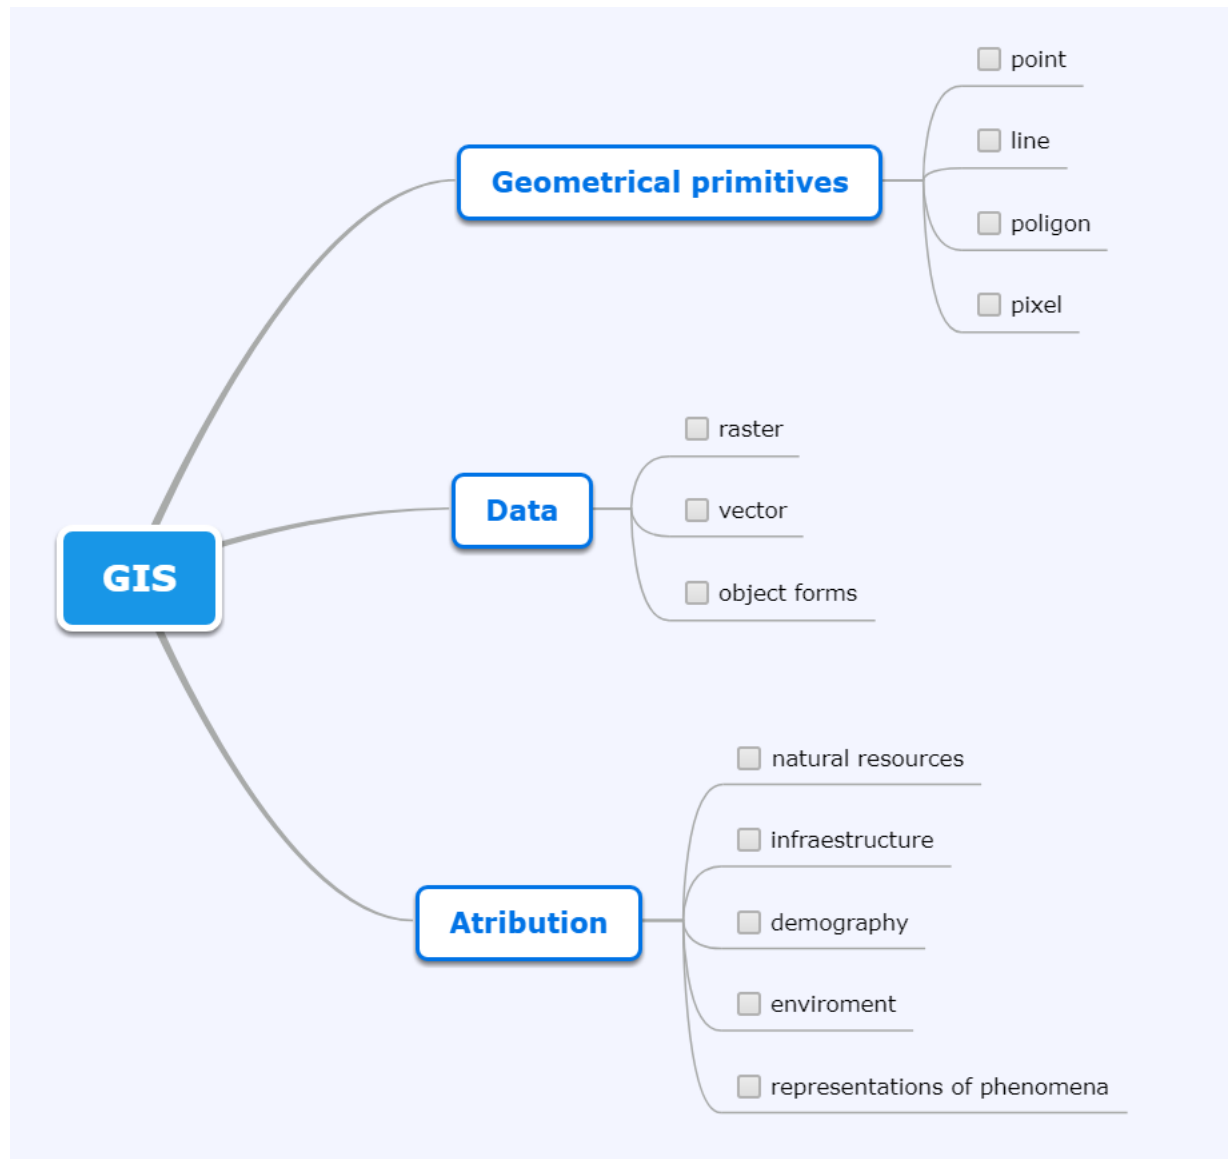 GIS
Geometrical primitives
point
line
poligon
pixel
Data
raster
vector
object forms
Atribution
natural resources
infraestructure
demography
enviroment
representations of phenomena